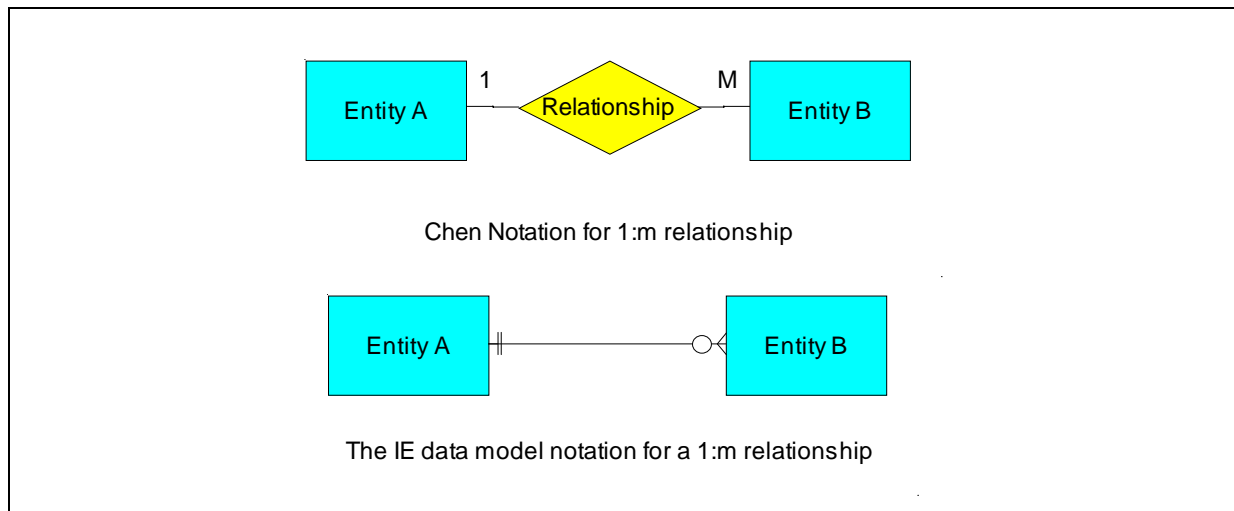 1 M
Entity A Relationship Entity B
Chen Notation for 1:m relationship
Entity A Entity B
The IE data model notation for a 1:m relationship